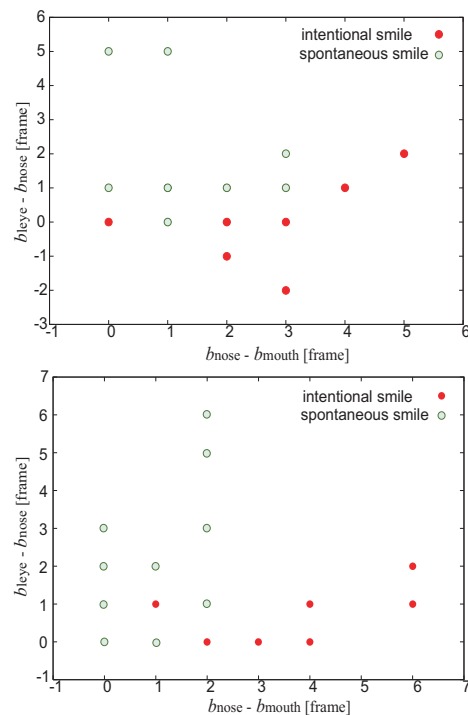 6
5
4
3
2
1
0
-1
-2
-3
intentional smile
spontaneous smile
bleye - bnose [frame]
-1 0 1 2 3 4 5 6
bnose - bmouth [frame]
7
6
5
4
3
2
1
0
-1
intentional smile
spontaneous smile
bleye - bnose [frame]
-1 0 1 2 3 4 5 6 7
bnose - bmouth [frame]